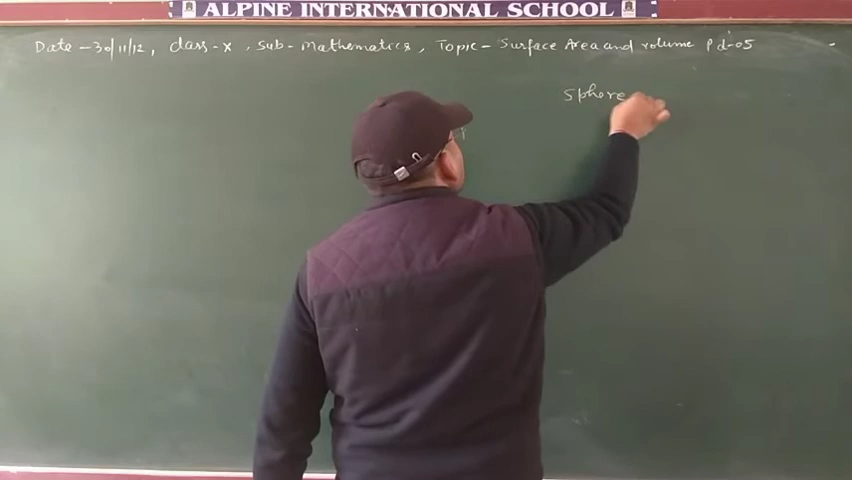 ALPINE INTERNATIONAL SCHOOL
Date - 30/11/12, class - X, Sub - Mathematics, Topic - Surface Area and volume Pd - 05
Sphere